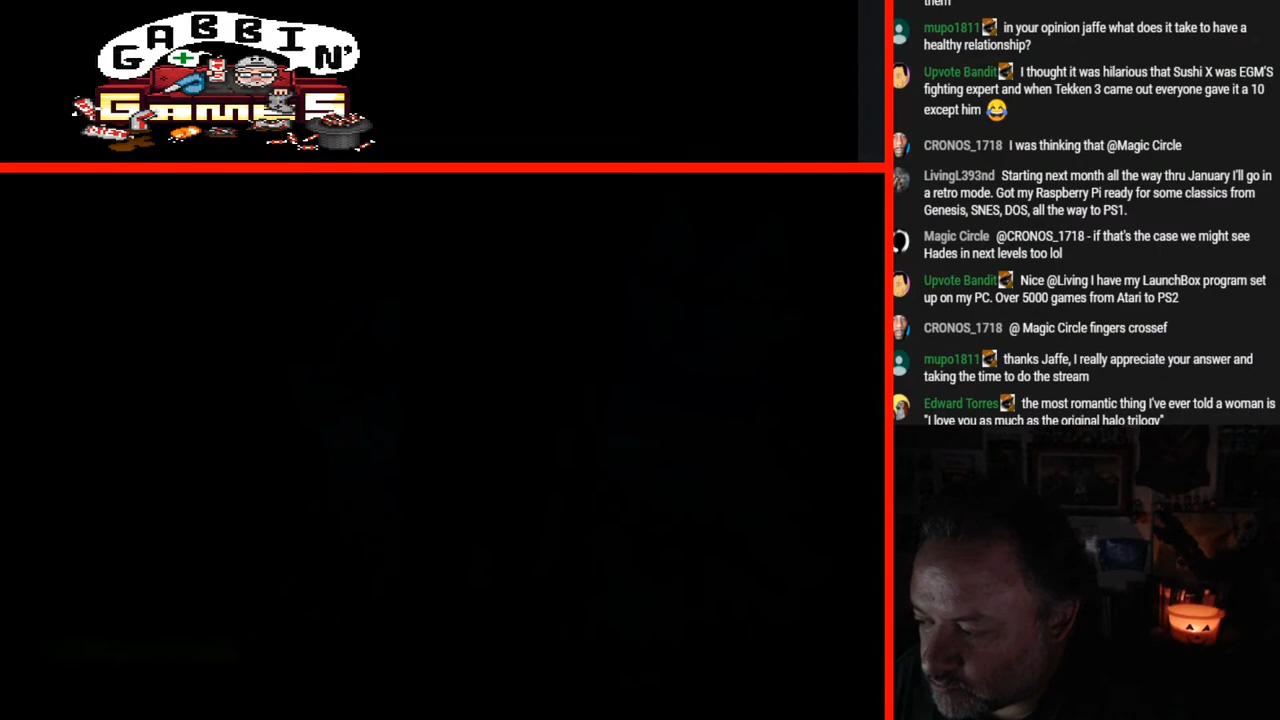 GABBIN'
GAMES
them
mupo1811 in your opinion jaffe what does it take to have a
healthy relationship?
Upvote Bandit I thought it was hilarious that Sushi X was EGM'S
fighting expert and when Tekken 3 came out everyone gave it a 10
except him 😂
CRONOS_1718 I was thinking that @Magic Circle
LivingL393nd Starting next month all the way thru January I'll go in
a retro mode. Got my Raspberry Pi ready for some classics from
Genesis, SNES, DOS, all the way to PS1.
Magic Circle @CRONOS_1718 - if that's the case we might see
Hades in next levels too lol
Upvote Bandit Nice @Living I have my LaunchBox program set
up on my PC. Over 5000 games from Atari to PS2
CRONOS_1718 @ Magic Circle fingers crossef
mupo1811 thanks Jaffe, I really appreciate your answer and
taking the time to do the stream
Edward Torres the most romantic thing I've ever told a woman is
"I love you as much as the original halo trilogy"